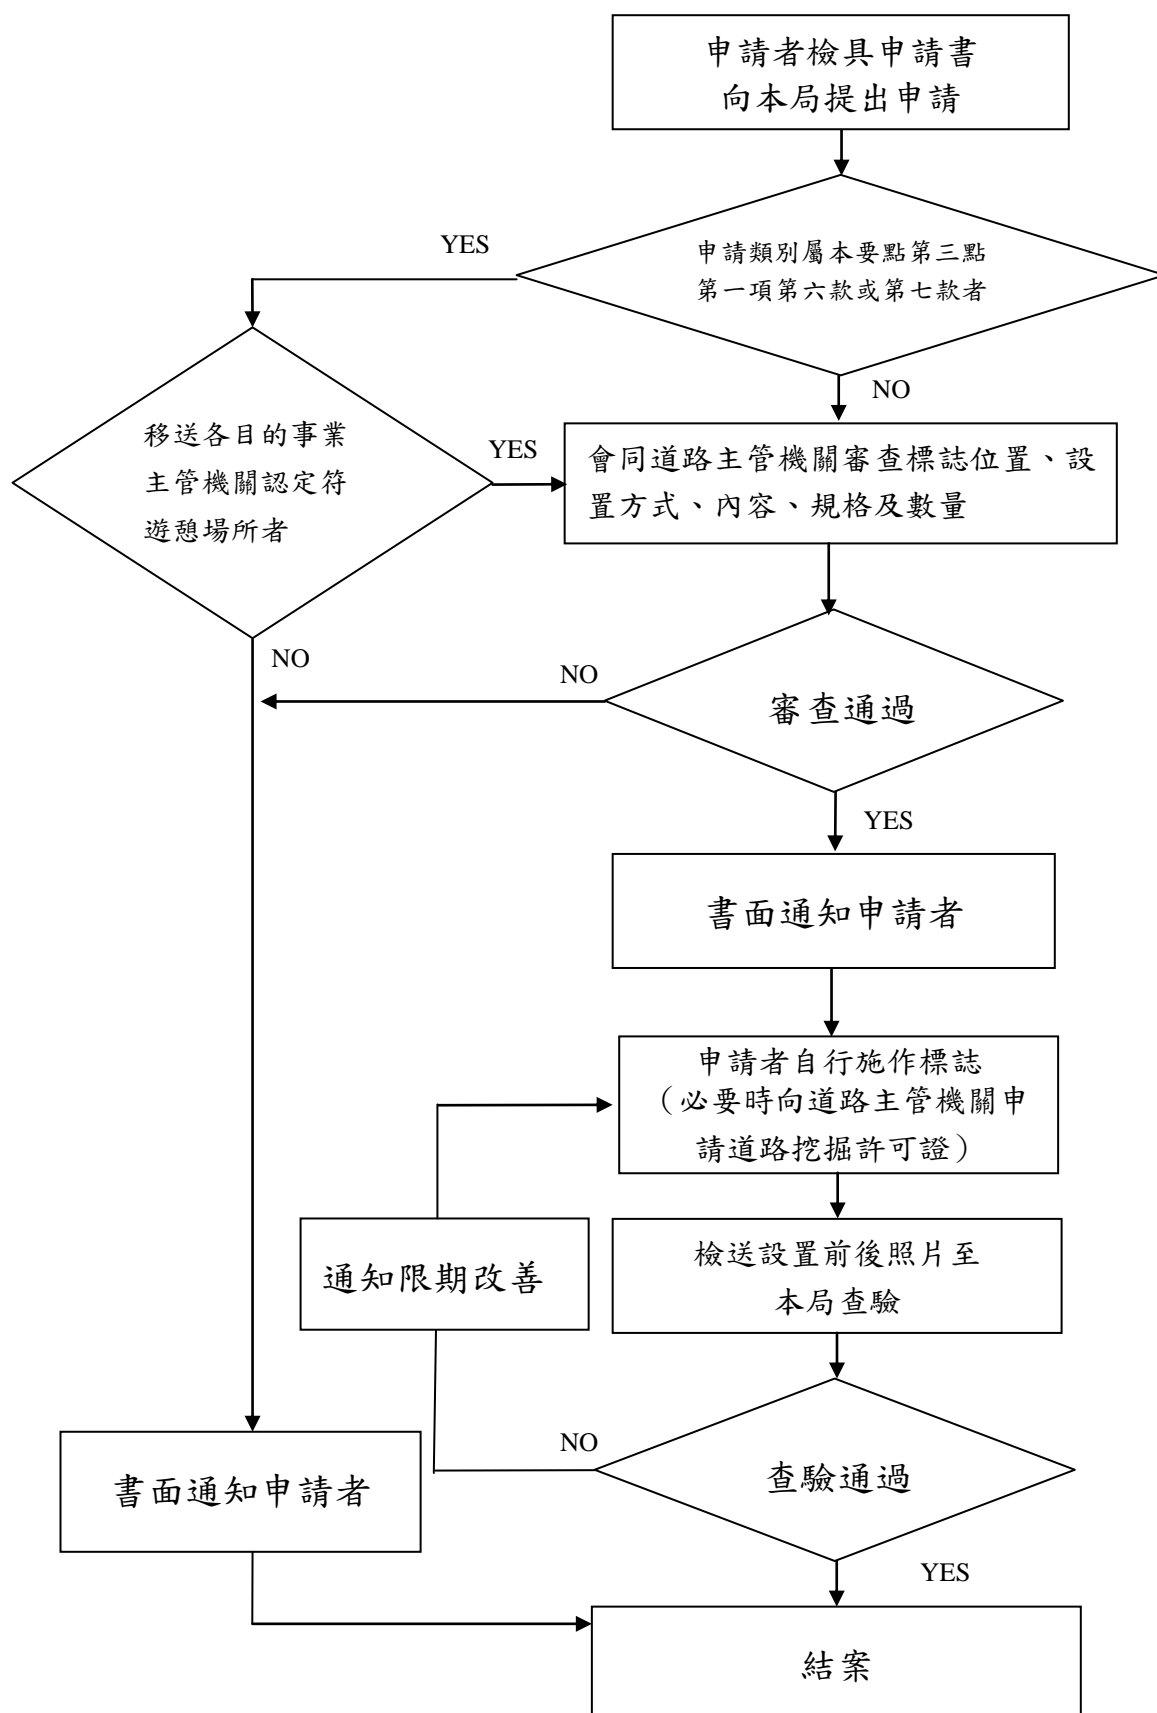 申請者檢具申請書
向本局提出申請
YES
申請類別屬本要點第三點
第一項第六款或第七款者
NO
移送各目的事業
主管機關認定符
遊憩場所者
YES
會同道路主管機關審查標誌位置、設
置方式、內容、規格及數量
NO
NO
審查通過
YES
書面通知申請者
申請者自行施作標誌
（必要時向道路主管機關申
請道路挖掘許可證）
通知限期改善
檢送設置前後照片至
本局查驗
NO
查驗通過
書面通知申請者
YES
結案